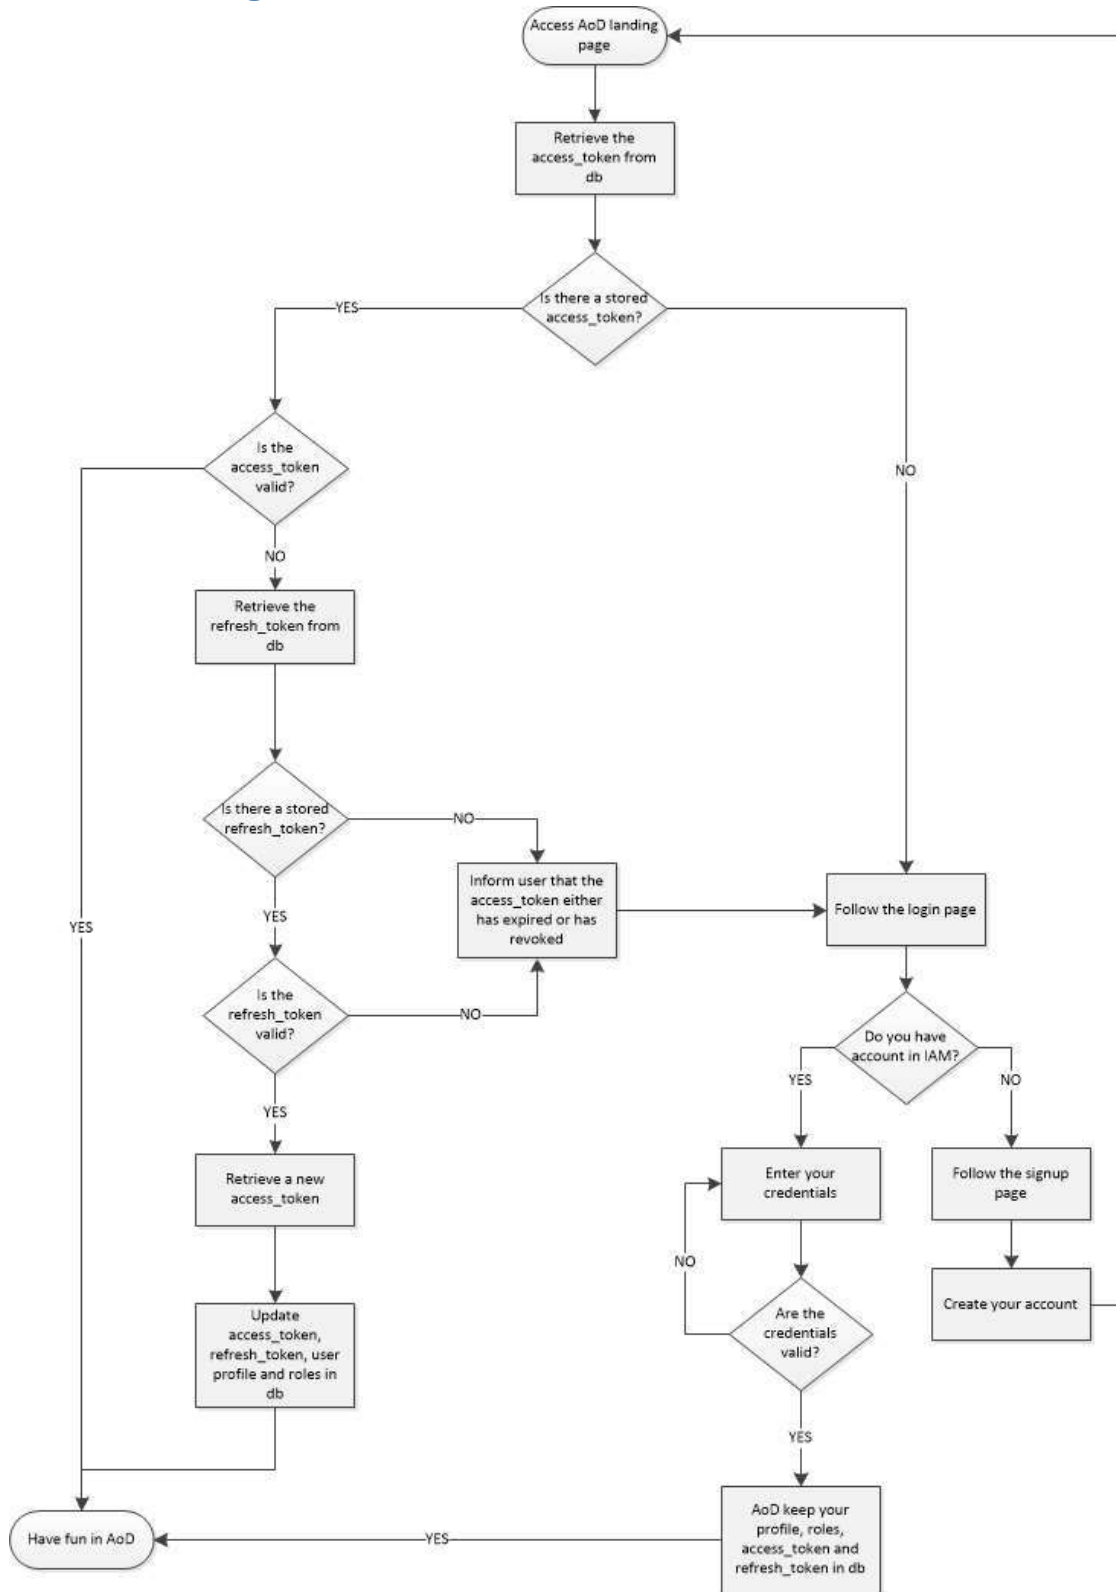 Access AoD landing
page
Retrieve the
access_token from
db
Is there a stored
access_token?
YES
NO
Is the
access_token
valid?
NO
YES
Retrieve the
refresh_token from
db
Is there a stored
refresh_token?
NO
YES
Inform user that the
access_token either
has expired or has
revoked
Follow the login page
Is the
refresh_token
valid?
NO
YES
Do you have
account in IAM?
YES
NO
Retrieve a new
access_token
Enter your
credentials
Follow the signup
page
NO
Create your account
Update
access_token,
refresh_token, user
profile and roles in
db
Are the
credentials
valid?
YES
AoD keep your
profile, roles,
access_token and
refresh_token in db
YES
Have fun in AoD